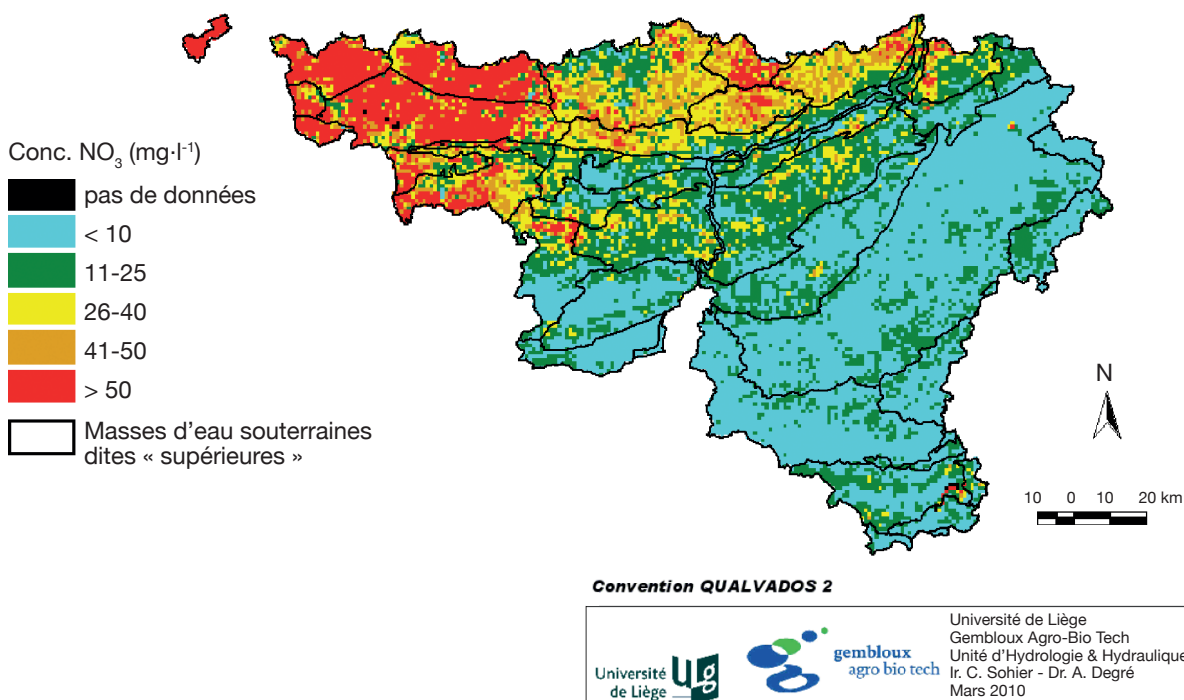 Conc. NO₃ (mg·l⁻¹)
pas de données
< 10
11-25
26-40
41-50
> 50
Masses d'eau souterraines
dites « supérieures »
N
10 0 10 20 km
Convention QUALVADOS 2
Université
de Liège
ulg
gembloux
agro bio tech
Université de Liège
Gembloux Agro-Bio Tech
Unité d'Hydrologie & Hydraulique
Ir. C. Sohier - Dr. A. Degré
Mars 2010